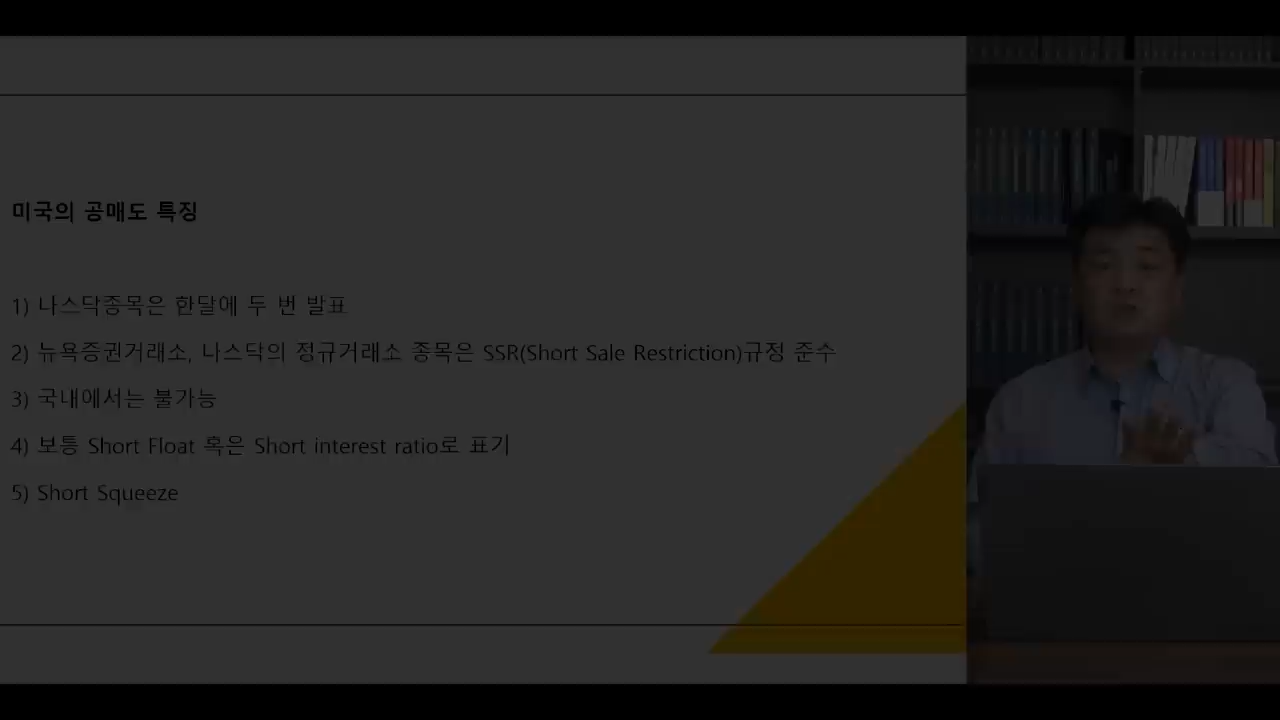 미국의 공매도 특징
1) 나스닥종목은 한달에 두 번 발표
2) 뉴욕증권거래소, 나스닥의 정규거래소 종목은 SSR(Short Sale Restriction)규정 준수
3) 국내에서는 불가능
4) 보통 Short Float 혹은 Short interest ratio로 표기
5) Short Squeeze